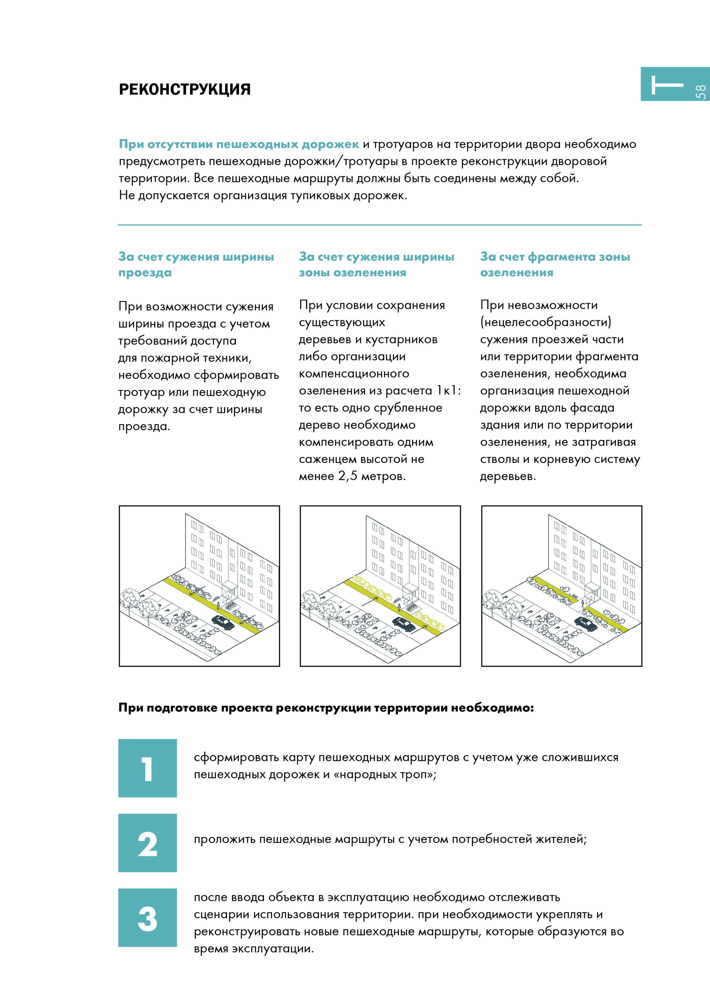 РЕКОНСТРУКЦИЯ
Т
58
При отсутствии пешеходных дорожек и тротуаров на территории двора необходимо
предусмотреть пешеходные дорожки/тротуары в проекте реконструкции дворовой
территории. Все пешеходные маршруты должны быть соединены между собой.
Не допускается организация тупиковых дорожек.
За счет сужения ширины
проезда
При возможности сужения
ширины проезда с учетом
требований доступа
для пожарной техники,
необходимо сформировать
тротуар или пешеходную
дорожку за счет ширины
проезда.
За счет сужения ширины
зоны озеленения
При условии сохранения
существующих
деревьев и кустарников
либо организации
компенсационного
озеленения из расчета 1к1:
то есть одно срубленное
дерево необходимо
компенсировать одним
саженцем высотой не
менее 2,5 метров.
За счет фрагмента зоны
озеленения
При невозможности
(нецелесообразности)
сужения проезжей части
или территории фрагмента
озеленения, необходима
организация пешеходной
дорожки вдоль фасада
здания или по территории
озеленения, не затрагивая
стволы и корневую систему
деревьев.
При подготовке проекта реконструкции территории необходимо:
1
сформировать карту пешеходных маршрутов с учетом уже сложившихся
пешеходных дорожек и «народных троп»;
2
проложить пешеходные маршруты с учетом потребностей жителей;
3
после ввода объекта в эксплуатацию необходимо отслеживать
сценарии использования территории. при необходимости укреплять и
реконструировать новые пешеходные маршруты, которые образуются во
время эксплуатации.